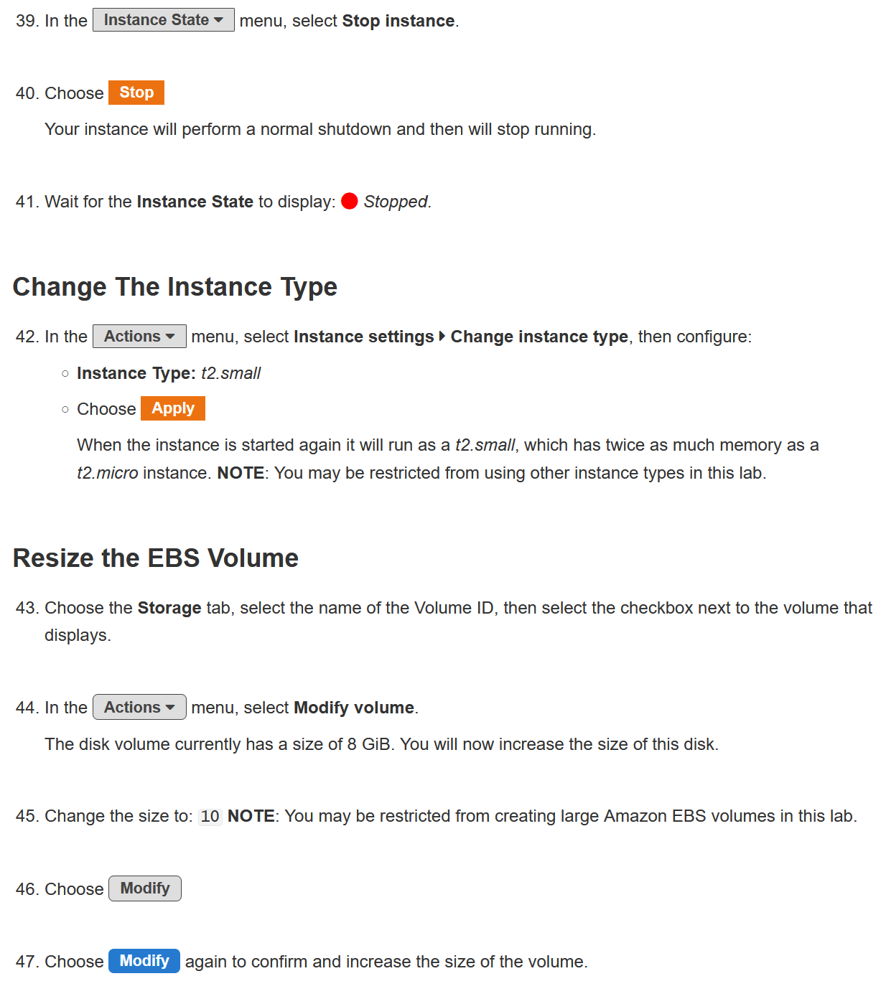 39. In the Instance State menu, select Stop instance.
40. Choose Stop
Your instance will perform a normal shutdown and then will stop running.
41. Wait for the Instance State to display: Stopped.
Change The Instance Type
42. In the Actions menu, select Instance settings Change instance type, then configure:
Instance Type: t2.small
Choose Apply
When the instance is started again it will run as a t2.small, which has twice as much memory as a
t2.micro instance. NOTE: You may be restricted from using other instance types in this lab.
Resize the EBS Volume
43. Choose the Storage tab, select the name of the Volume ID, then select the checkbox next to the volume that
displays.
44. In the Actions menu, select Modify volume.
The disk volume currently has a size of 8 GiB. You will now increase the size of this disk.
45. Change the size to: 10 NOTE: You may be restricted from creating large Amazon EBS volumes in this lab.
46. Choose Modify
47. Choose Modify again to confirm and increase the size of the volume.